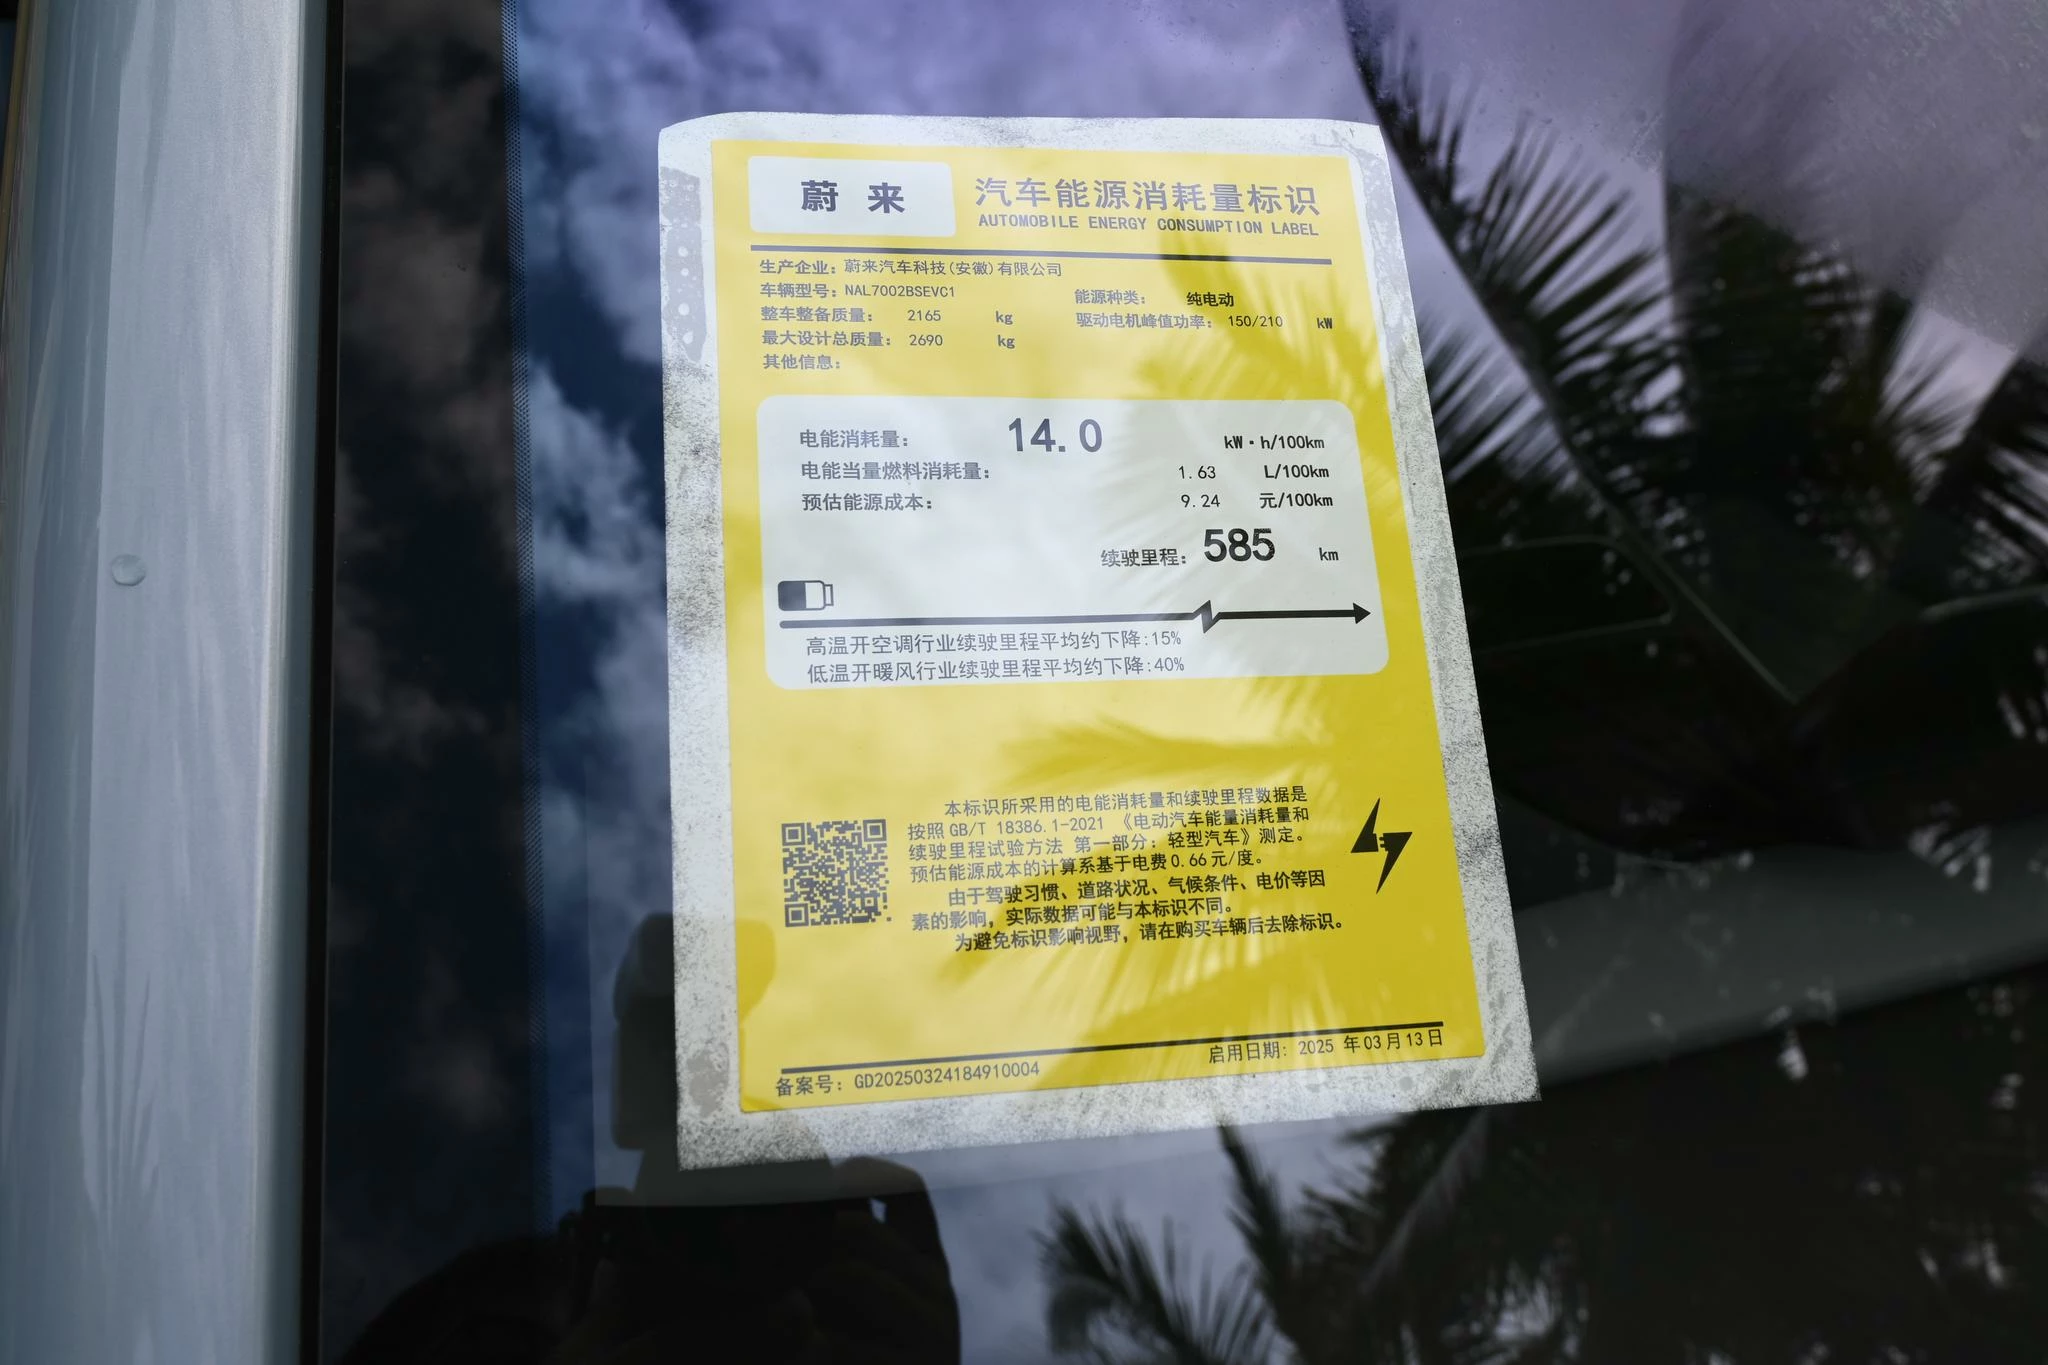 蔚来
汽车能源消耗量标识
AUTOMOBILE ENERGY CONSUMPTION LABEL
生产企业：蔚来汽车科技(安徽)有限公司
车辆型号：NAL7002BSEVC1
能源种类： 纯电动
整车整备质量： 2165 kg
驱动电机峰值功率： 150/210 kW
最大设计总质量： 2690 kg
其他信息：
电能消耗量： 14.0 kW·h/100km
电能当量燃料消耗量： 1.63 L/100km
预估能源成本： 9.24 元/100km
续驶里程： 585 km
高温开空调行业续驶里程平均约下降:15%
低温开暖风行业续驶里程平均约下降:40%
本标识所采用的电能消耗量和续驶里程数据是
按照 GB/T 18386.1-2021 《电动汽车能量消耗量和
续驶里程试验方法 第一部分：轻型汽车》测定。
预估能源成本的计算系基于电费 0.66 元/度。
由于驾驶习惯、道路状况、气候条件、电价等因
素的影响，实际数据可能与本标识不同。
为避免标识影响视野，请在购买车辆后去除标识。
备案号：GD20250324184910004
启用日期：2025 年 03 月 13 日